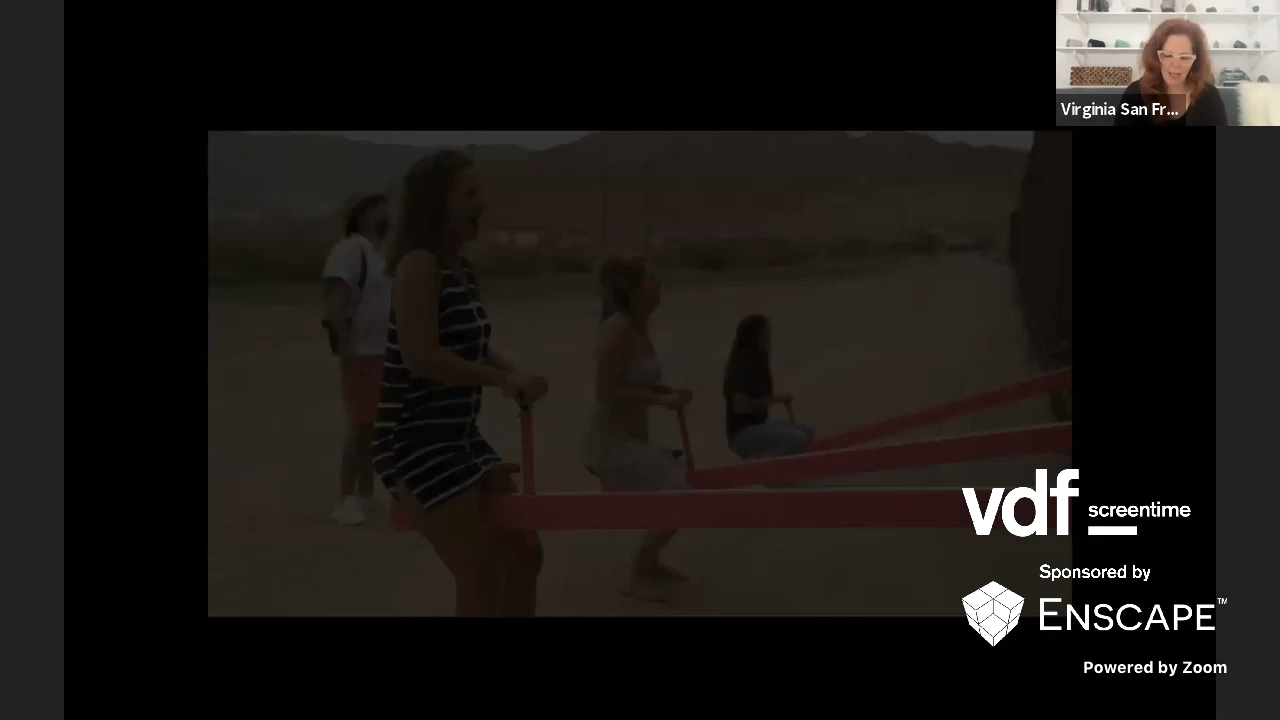 Virginia San Fr...
vdf screentime
Sponsored by
ENSCAPE™
Powered by Zoom